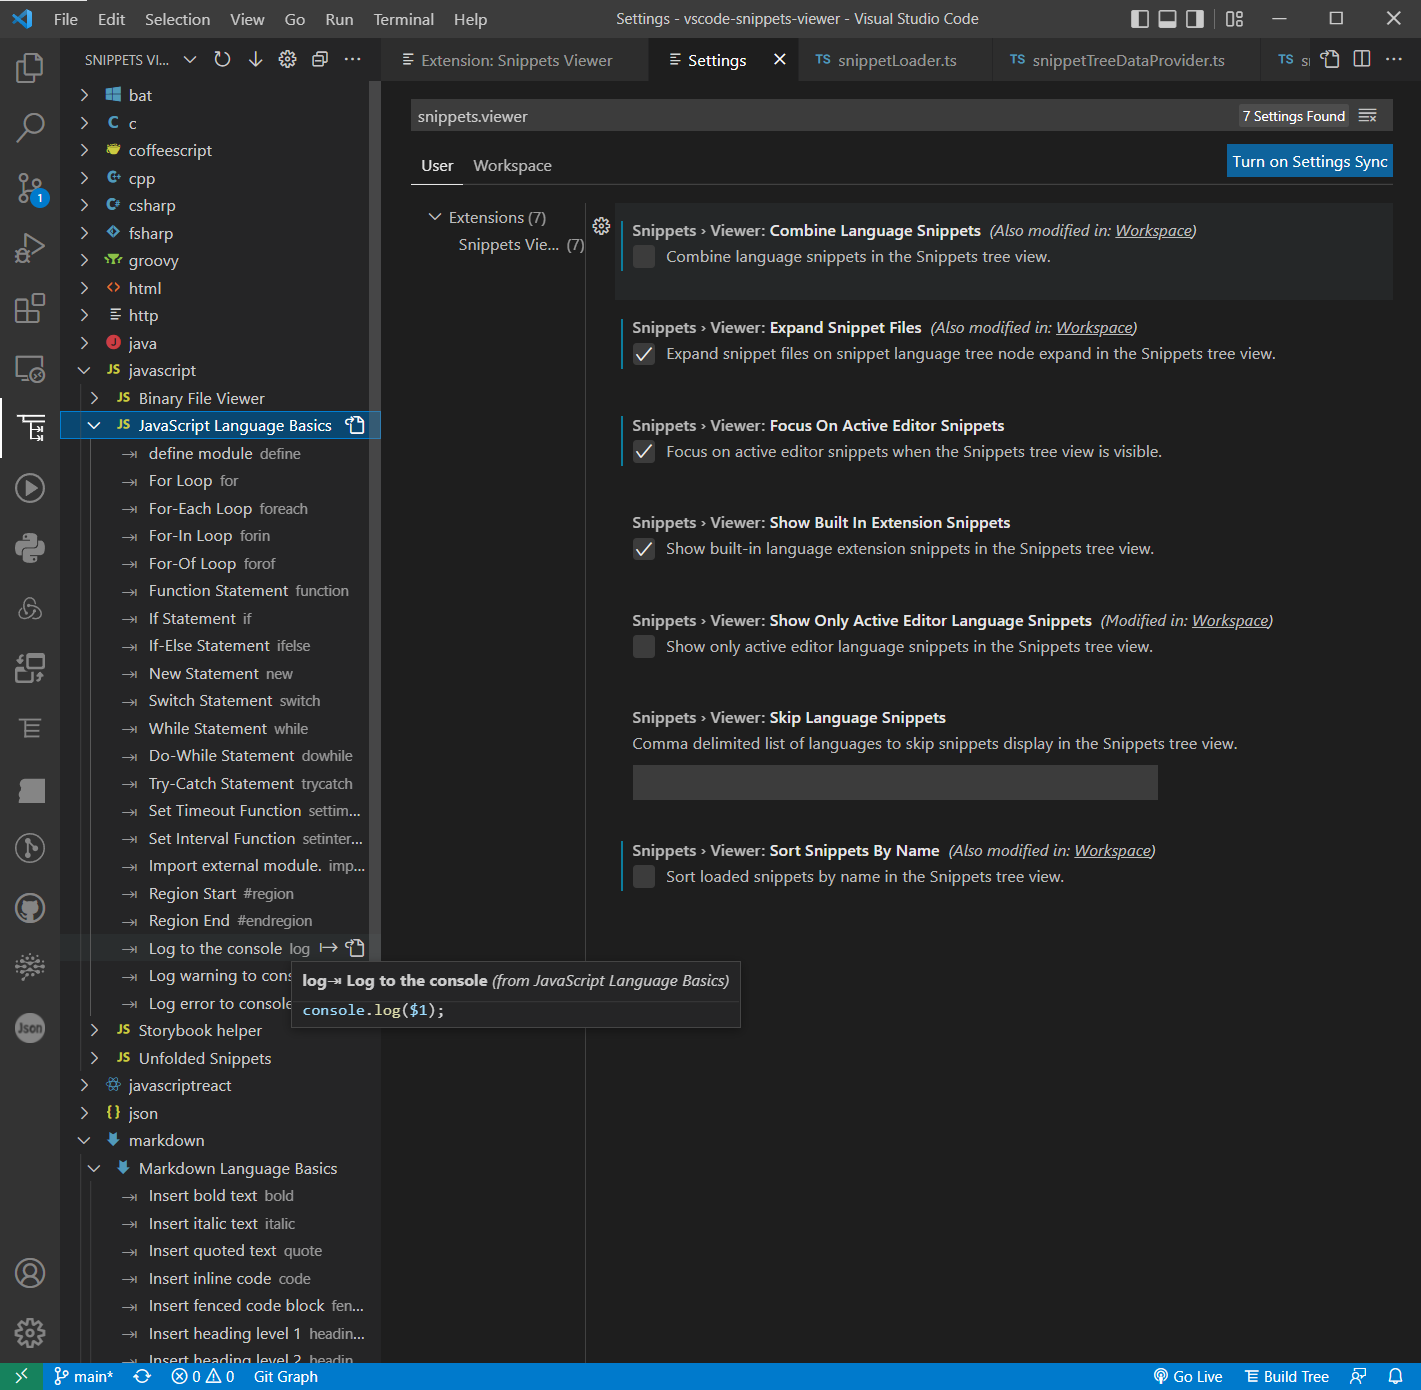 File Edit Selection View Go Run Terminal Help
Settings - vscode-snippets-viewer - Visual Studio Code
SNIPPETS VI...
Extension: Snippets Viewer
Settings
TS snippetLoader.ts
TS snippetTreeDataProvider.ts
TS
bat
C c
coffeescript
cpp
csharp
fsharp
groovy
html
http
J java
JS javascript
JS Binary File Viewer
JS JavaScript Language Basics
define module define
For Loop for
For-Each Loop foreach
For-In Loop forin
For-Of Loop forof
Function Statement function
If Statement if
If-Else Statement ifelse
New Statement new
Switch Statement switch
While Statement while
Do-While Statement dowhile
Try-Catch Statement trycatch
Set Timeout Function settim...
Set Interval Function setinter...
Import external module. imp...
Region Start #region
Region End #endregion
Log to the console log
Log warning to cons
Log error to console
JS Storybook helper
JS Unfolded Snippets
javascriptreact
{} json
markdown
Markdown Language Basics
Insert bold text bold
Insert italic text italic
Insert quoted text quote
Insert inline code code
Insert fenced code block fen...
Insert heading level 1 headin...
Insert heading level 2 headin
log⇥ Log to the console (from JavaScript Language Basics)
console.log($1);
1
Json
snippets.viewer
7 Settings Found
User Workspace
Turn on Settings Sync
Extensions (7)
Snippets Vie... (7)
Snippets › Viewer: Combine Language Snippets (Also modified in: Workspace)
Combine language snippets in the Snippets tree view.
Snippets › Viewer: Expand Snippet Files (Also modified in: Workspace)
Expand snippet files on snippet language tree node expand in the Snippets tree view.
Snippets › Viewer: Focus On Active Editor Snippets
Focus on active editor snippets when the Snippets tree view is visible.
Snippets › Viewer: Show Built In Extension Snippets
Show built-in language extension snippets in the Snippets tree view.
Snippets › Viewer: Show Only Active Editor Language Snippets (Modified in: Workspace)
Show only active editor language snippets in the Snippets tree view.
Snippets › Viewer: Skip Language Snippets
Comma delimited list of languages to skip snippets display in the Snippets tree view.
Snippets › Viewer: Sort Snippets By Name (Also modified in: Workspace)
Sort loaded snippets by name in the Snippets tree view.
main* 0 0 Git Graph
Go Live Build Tree